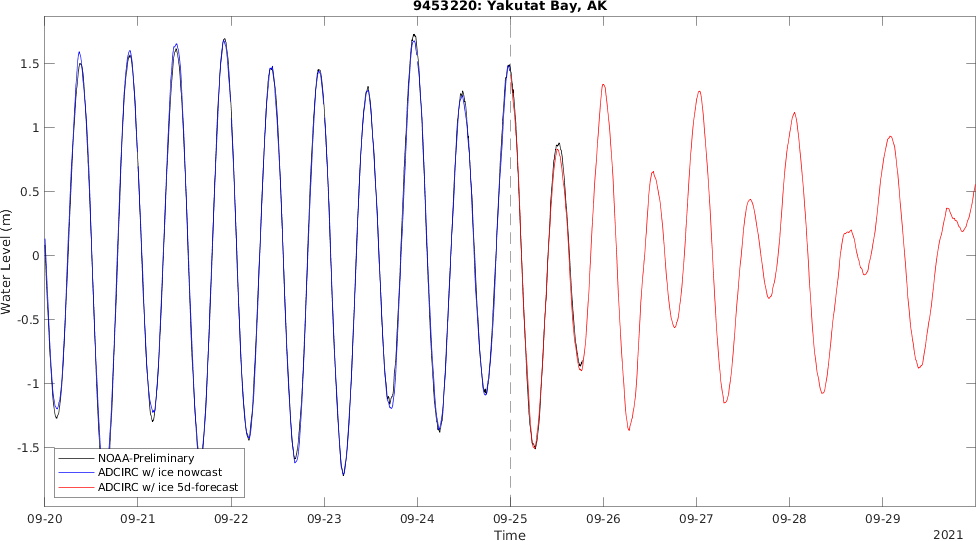 9453220: Yakutat Bay, AK
Water Level (m)
1.5
1
0.5
0
-0.5
-1
-1.5
NOAA-Preliminary
ADCIRC w/ ice nowcast
ADCIRC w/ ice 5d-forecast
09-20 09-21 09-22 09-23 09-24 09-25 09-26 09-27 09-28 09-29
Time
2021